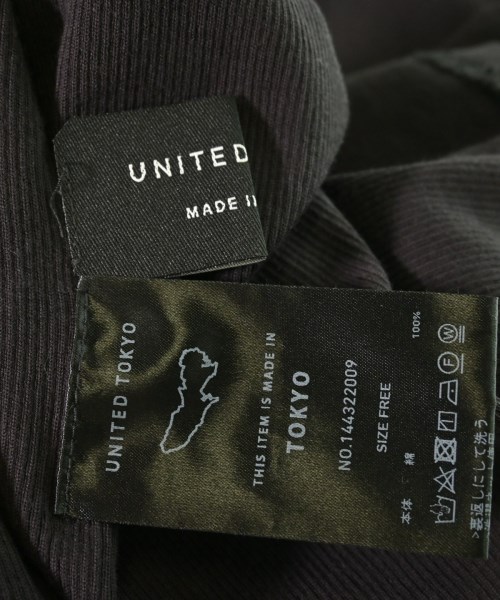 UNITED
MADE I
UNITED TOKYO
THIS ITEM IS MADE IN
TOKYO
NO.144322009
SIZE FREE
本体 綿 100%
>裏返しにして洗う